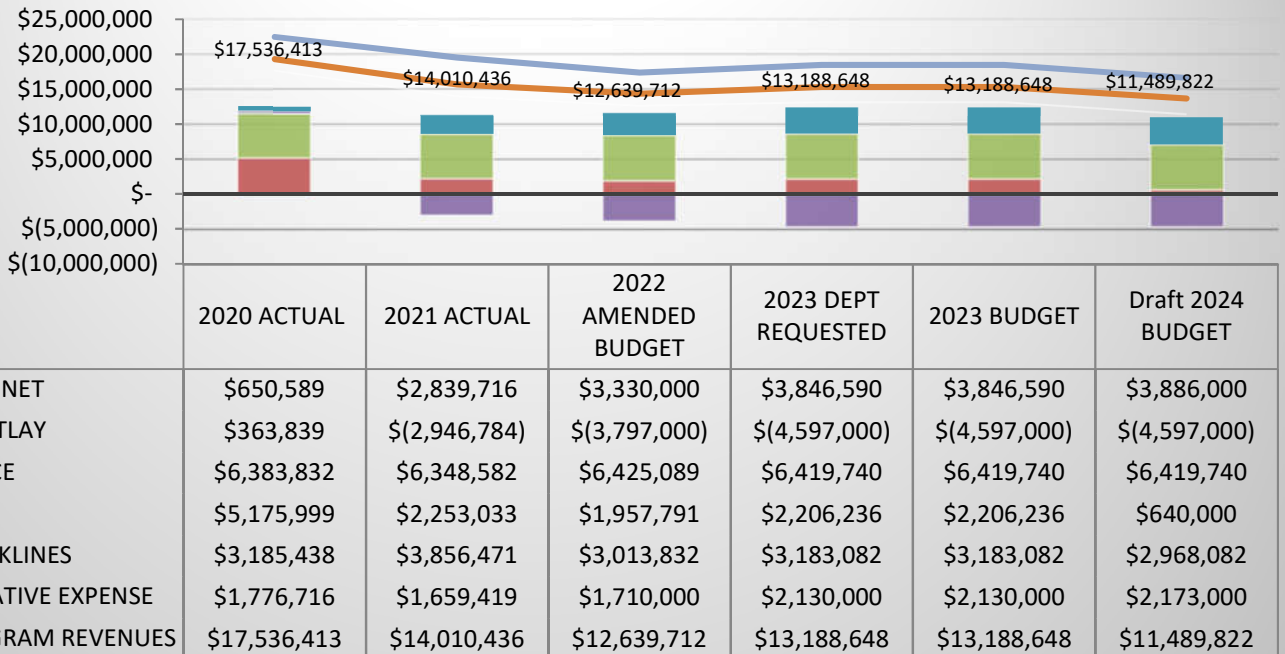 $25,000,000
$20,000,000
$15,000,000
$10,000,000
$5,000,000
$-
$(5,000,000)
$(10,000,000)
$17,536,413
$14,010,436
$12,639,712
$13,188,648
$13,188,648
$11,489,822
2020 ACTUAL
2021 ACTUAL
2022
AMENDED
BUDGET
2023 DEPT
REQUESTED
2023 BUDGET
Draft 2024
BUDGET
NET $650,589 $2,839,716 $3,330,000 $3,846,590 $3,846,590 $3,886,000
TLAY $363,839 $(2,946,784) $(3,797,000) $(4,597,000) $(4,597,000) $(4,597,000)
CE $6,383,832 $6,348,582 $6,425,089 $6,419,740 $6,419,740 $6,419,740
$5,175,999 $2,253,033 $1,957,791 $2,206,236 $2,206,236 $640,000
KLINES $3,185,438 $3,856,471 $3,013,832 $3,183,082 $3,183,082 $2,968,082
ATIVE EXPENSE $1,776,716 $1,659,419 $1,710,000 $2,130,000 $2,130,000 $2,173,000
GRAM REVENUES $17,536,413 $14,010,436 $12,639,712 $13,188,648 $13,188,648 $11,489,822